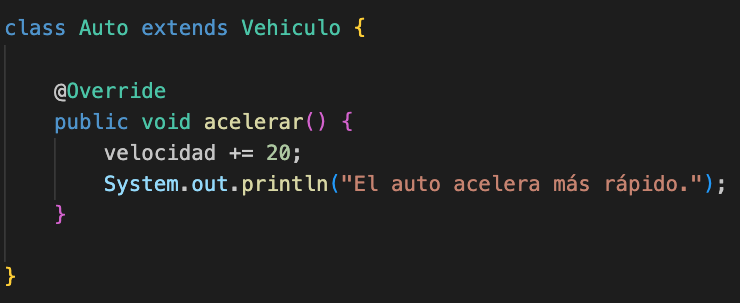 class Auto extends Vehiculo {
@Override
public void acelerar() {
velocidad += 20;
System.out.println("El auto acelera más rápido.");
}
}